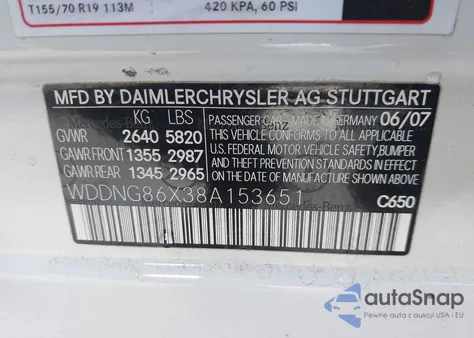 T155/70 R19 113M 420 KPA, 60 PSI
MFD BY DAIMLERCHRYSLER AG STUTTGART
KG LBS
GVWR 2640 5820
GAWR FRONT 1355 2987
GAWR REAR 1345 2965
PASSENGER CAR - MADE IN GERMANY 06/07
THIS VEHICLE CONFORMS TO ALL APPLICABLE
U.S. FEDERAL MOTOR VEHICLE SAFETY, BUMPER
AND THEFT PREVENTION STANDARDS IN EFFECT
ON THE DATE OF MANUFACTURE SHOWN ABOVE
WDDNG86X38A153651 C650
Mercedes-Benz
autoSnap
Auto z aukcji USA i EU